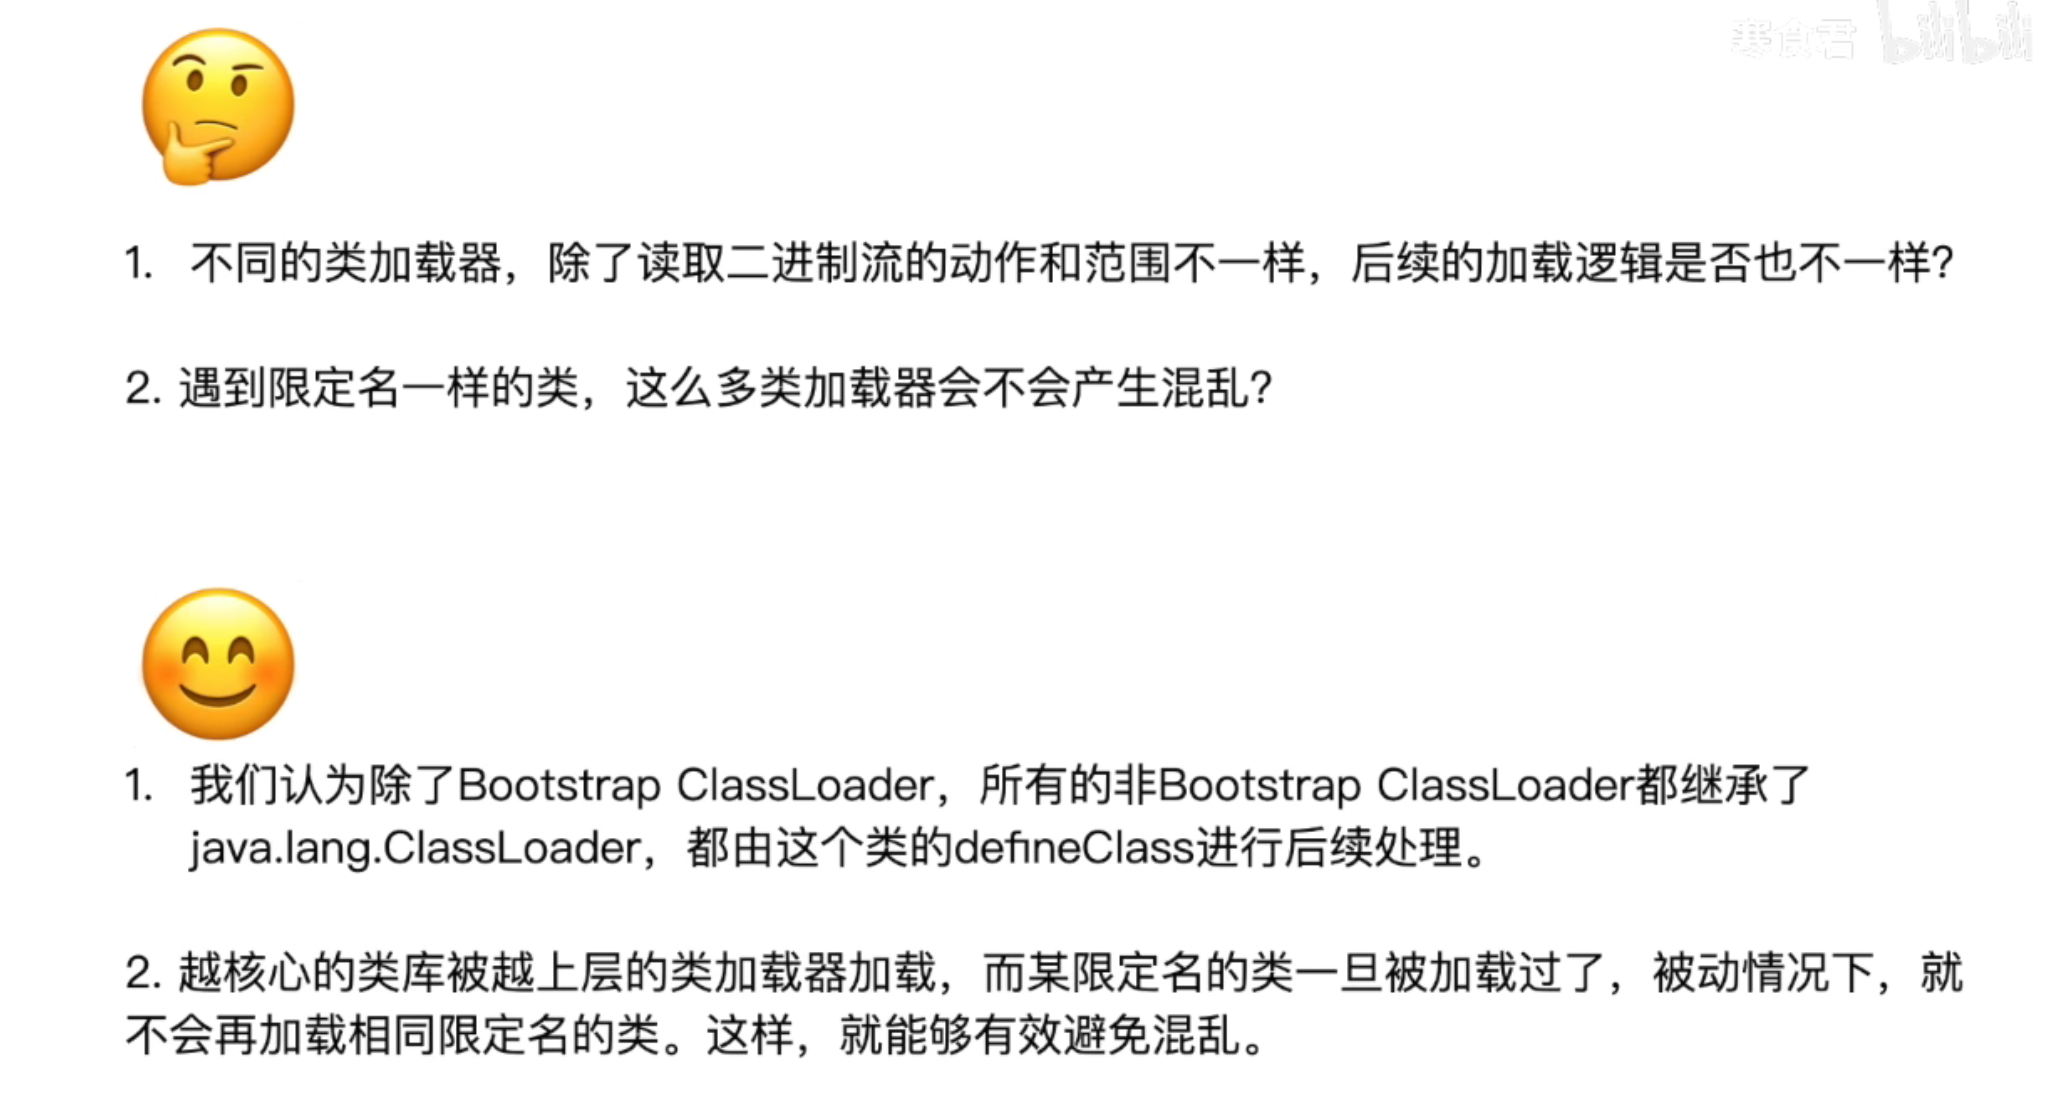 寒食君 bilibili
1. 不同的类加载器，除了读取二进制流的动作和范围不一样，后续的加载逻辑是否也不一样？
2. 遇到限定名一样的类，这么多类加载器会不会产生混乱？
1. 我们认为除了Bootstrap ClassLoader，所有的非Bootstrap ClassLoader都继承了
java.lang.ClassLoader，都由这个类的defineClass进行后续处理。
2. 越核心的类库被越上层的类加载器加载，而某限定名的类一旦被加载过了，被动情况下，就
不会再加载相同限定名的类。这样，就能够有效避免混乱。